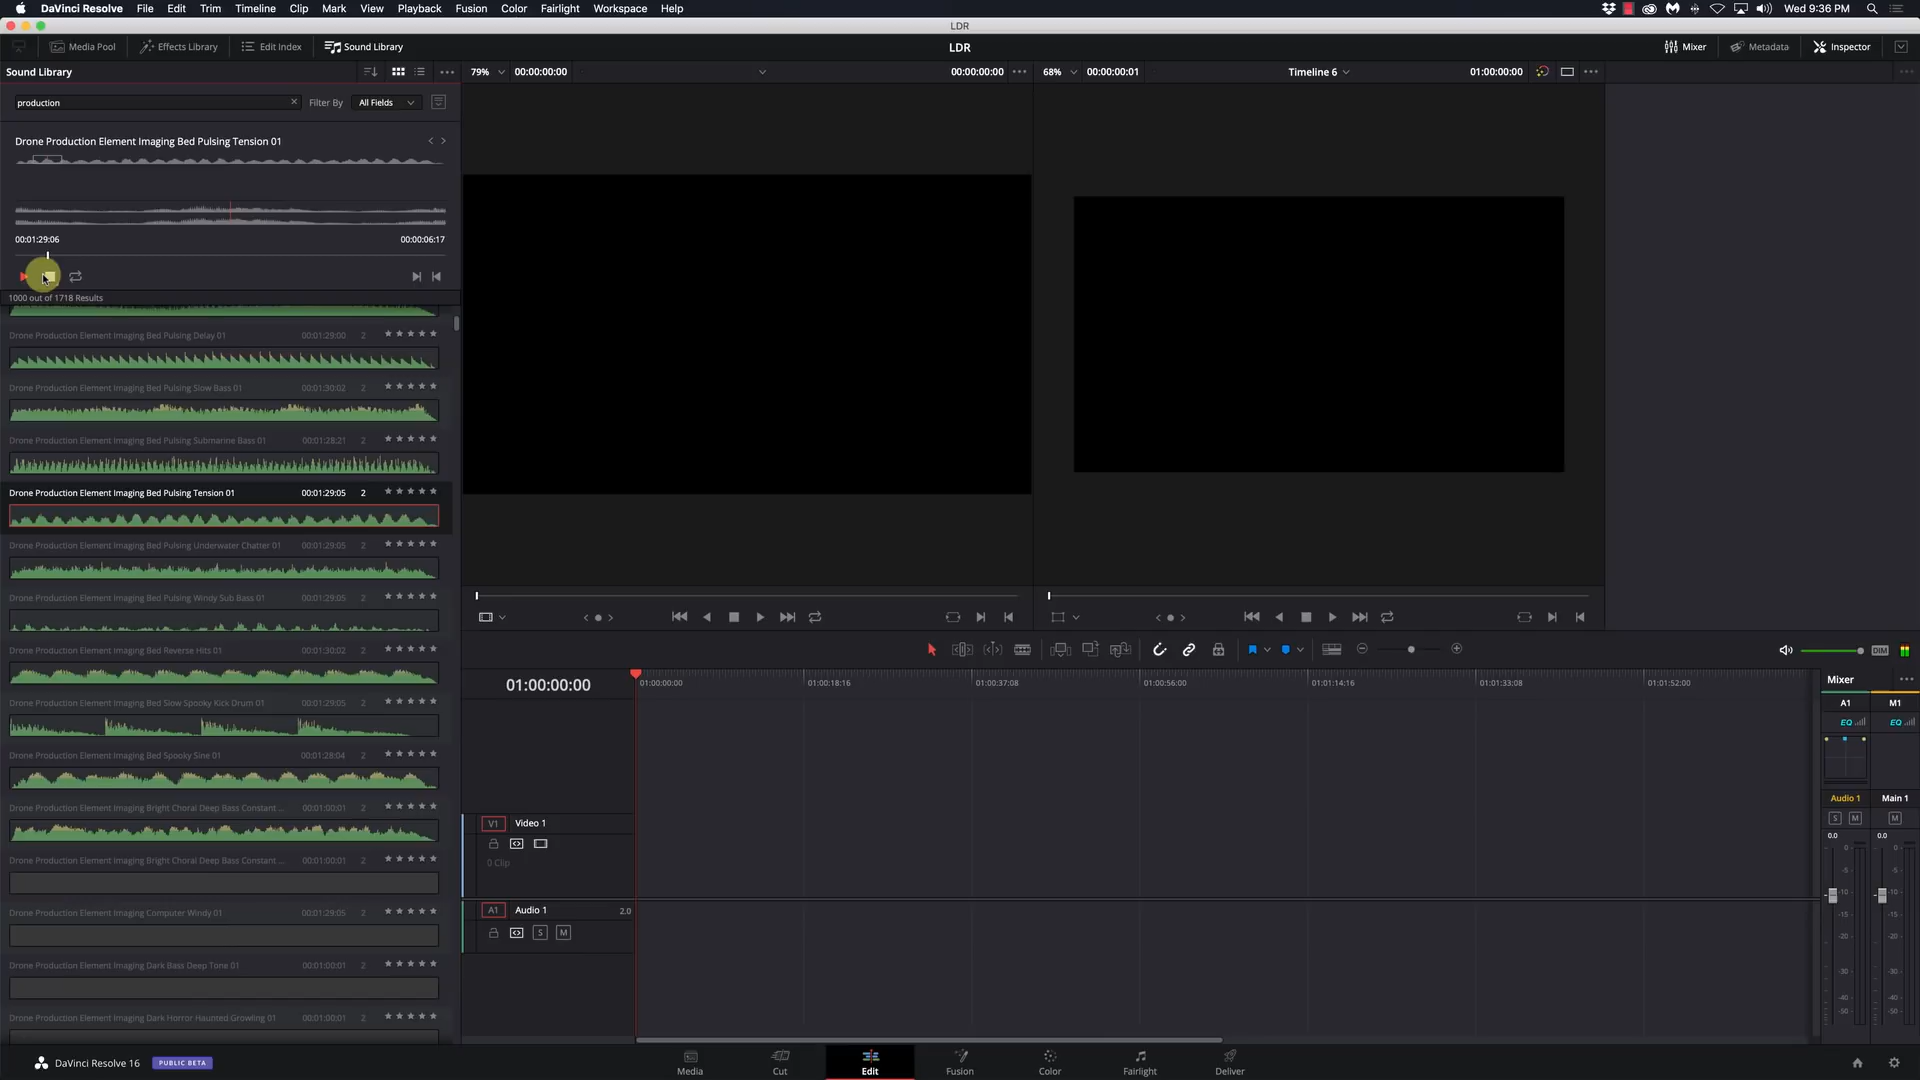 DaVinci Resolve File Edit Trim Timeline Clip Mark View Playback Fusion Color Fairlight Workspace Help Wed 9:36 PM
LDR
Media Pool Effects Library Edit Index Sound Library LDR Mixer Metadata Inspector
Sound Library 79% 00:00:00:00 00:00:00:00 68% 00:00:00:01 Timeline 6 01:00:00:00
production Filter By All Fields
Drone Production Element Imaging Bed Pulsing Tension 01
00:01:29:06 00:00:06:17
1000 out of 1718 Results
Drone Production Element Imaging Bed Pulsing Delay 01 00:01:29:00 2
Drone Production Element Imaging Bed Pulsing Slow Bass 01 00:01:30:02 2
Drone Production Element Imaging Bed Pulsing Submarine Bass 01 00:01:28:21 2
Drone Production Element Imaging Bed Pulsing Tension 01 00:01:29:05 2
Drone Production Element Imaging Bed Pulsing Underwater Chatter 01 00:01:29:05 2
Drone Production Element Imaging Bed Pulsing Windy Sub Bass 01 00:01:29:05 2
Drone Production Element Imaging Bed Reverse Hits 01 00:01:30:02 2
Drone Production Element Imaging Bed Slow Spooky Kick Drum 01 00:01:29:05 2
Drone Production Element Imaging Bed Spooky Sine 01 00:01:28:04 2
Drone Production Element Imaging Bright Choral Deep Bass Constant ... 00:01:00:01 2
Drone Production Element Imaging Bright Choral Deep Bass Constant ... 00:01:00:01 2
Drone Production Element Imaging Computer Windy 01 00:01:29:05 2
Drone Production Element Imaging Dark Bass Deep Tone 01 00:01:00:01 2
Drone Production Element Imaging Dark Horror Haunted Growling 01 00:01:00:01 2
DIM
01:00:00:00 01:00:00:00 01:00:18:16 01:00:37:08 01:00:56:00 01:01:14:16 01:01:33:08 01:01:52:00
V1 Video 1
0 Clip
A1 Audio 1 2.0
S M
Mixer
A1 M1
EQ EQ
Audio 1 Main 1
S M M
0.0 0.0
0 0
-5 -5
-10 -10
-15 -15
-20 -20
-30 -30
-40 -40
-50 -50
DaVinci Resolve 16 PUBLIC BETA
Media Cut Edit Fusion Color Fairlight Deliver